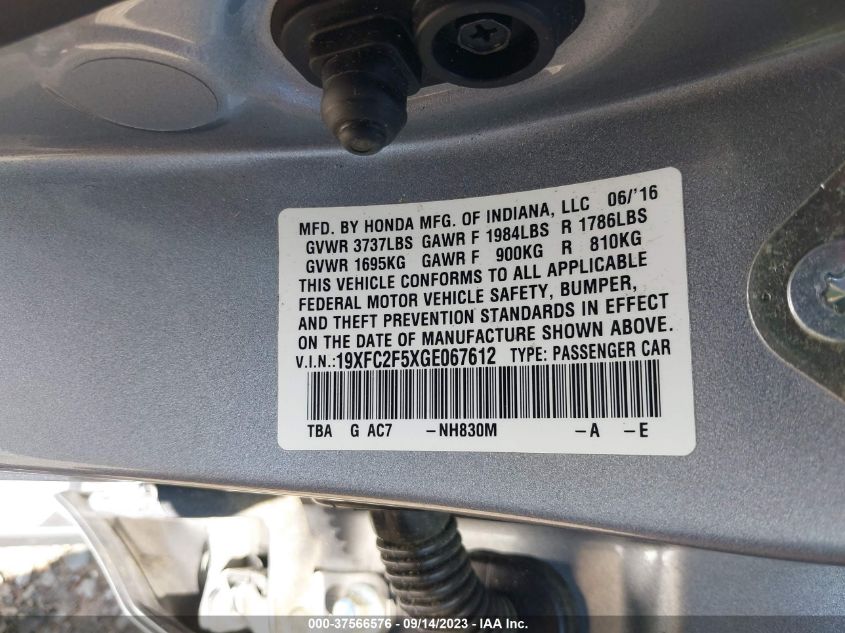 MFD. BY HONDA MFG. OF INDIANA, LLC 06/'16
GVWR 3737LBS GAWR F 1984LBS R 1786LBS
GVWR 1695KG GAWR F 900KG R 810KG
THIS VEHICLE CONFORMS TO ALL APPLICABLE
FEDERAL MOTOR VEHICLE SAFETY, BUMPER,
AND THEFT PREVENTION STANDARDS IN EFFECT
ON THE DATE OF MANUFACTURE SHOWN ABOVE.
V.I.N.:19XFC2F5XGE067612 TYPE: PASSENGER CAR
TBA G AC7 -NH830M -A -E
000-37566576 - 09/14/2023 - IAA Inc.